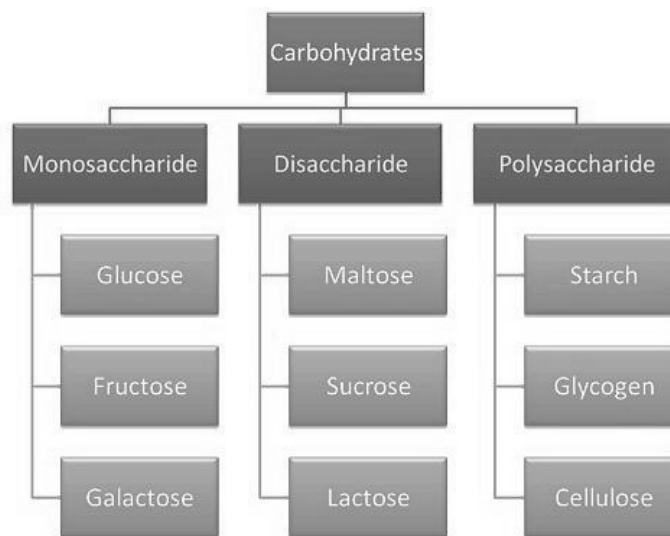 Carbohydrates
Monosaccharide
Disaccharide
Polysaccharide
Glucose
Maltose
Starch
Fructose
Sucrose
Glycogen
Galactose
Lactose
Cellulose